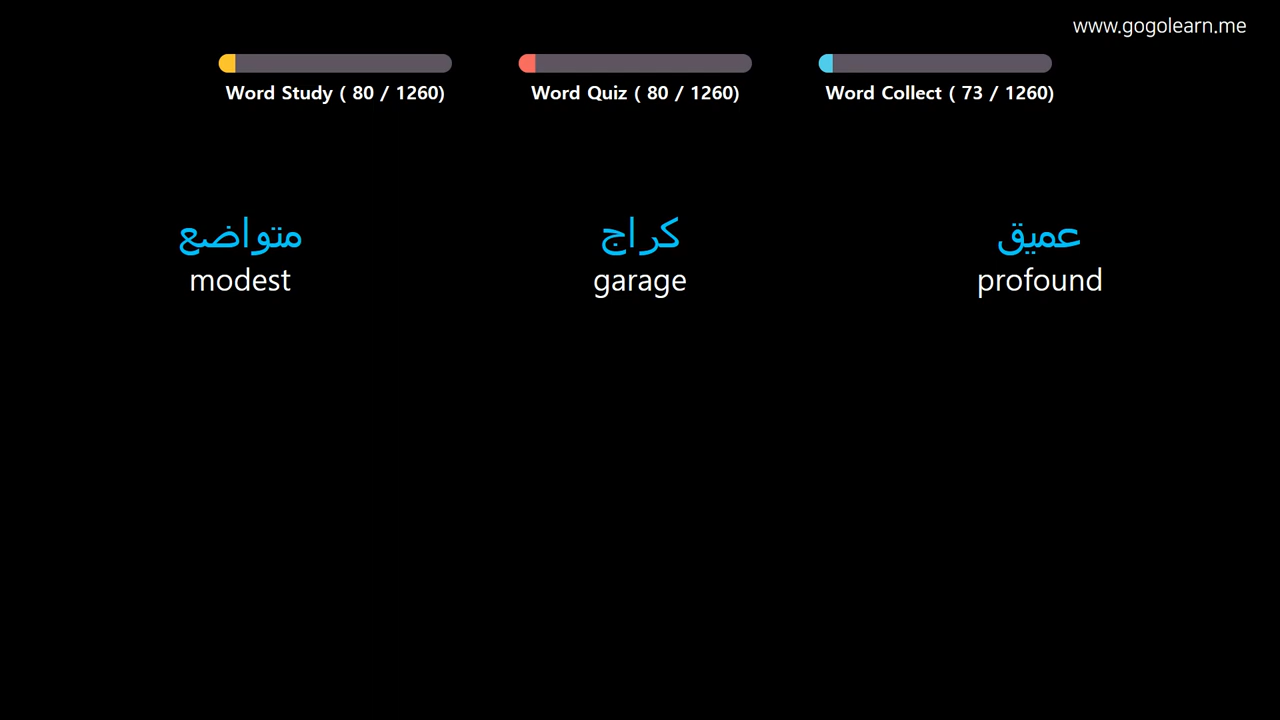 www.gogolearn.me
Word Study ( 80 / 1260)
Word Quiz ( 80 / 1260)
Word Collect ( 73 / 1260)
متواضع
modest
كراج
garage
عميق
profound